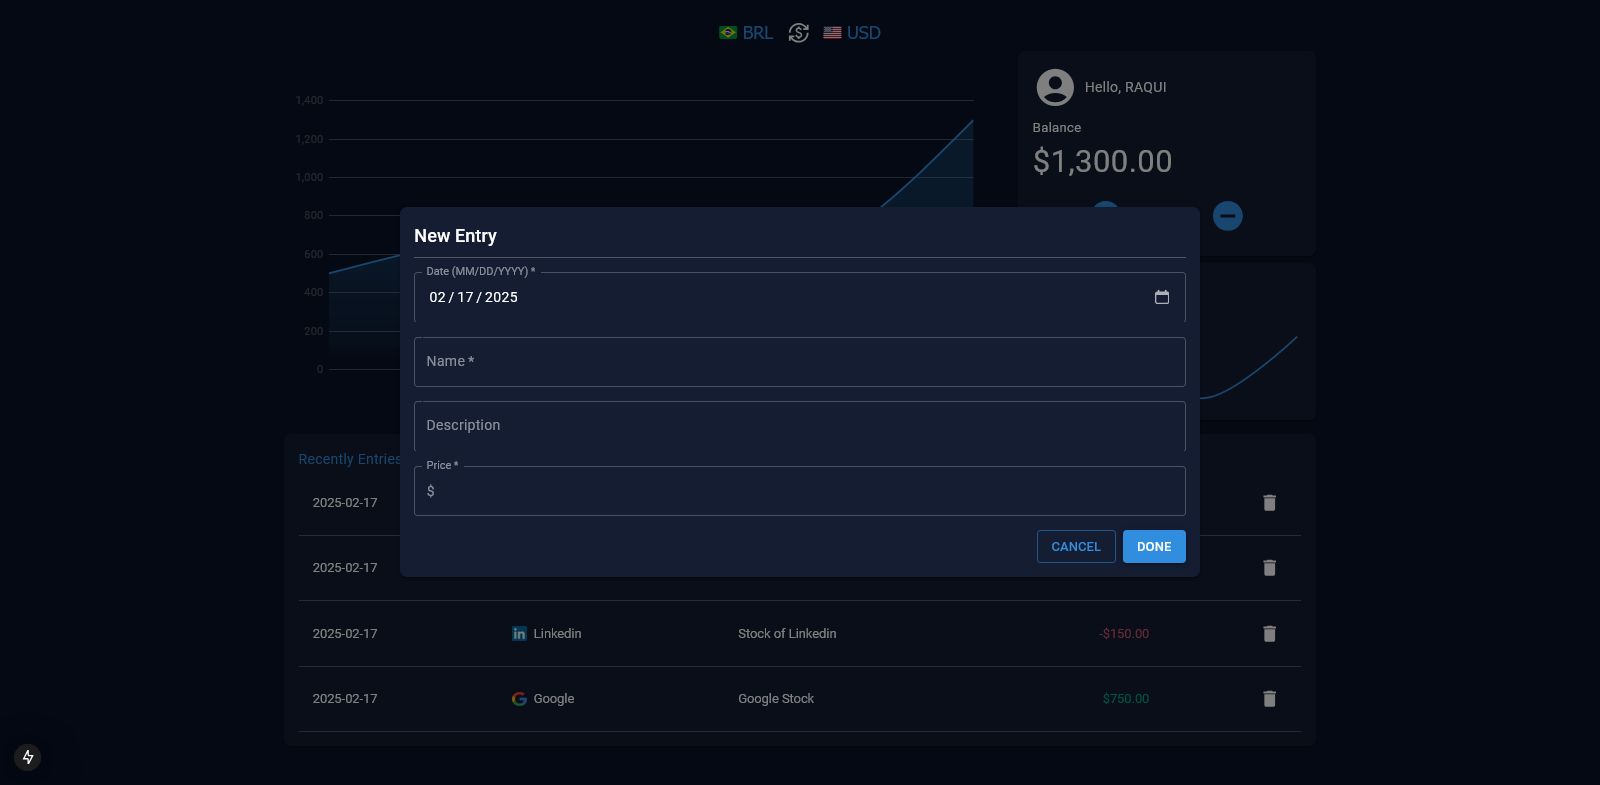 BRL USD
Hello, RAQUI
Balance
$1,300.00
1,400
1,200
1,000
800
600
400
200
0
New Entry
Date (MM/DD/YYYY) *
02 / 17 / 2025
Name *
Description
Price *
$
CANCEL DONE
Recently Entries
2025-02-17
2025-02-17
2025-02-17 Linkedin Stock of Linkedin -$150.00
2025-02-17 Google Google Stock $750.00